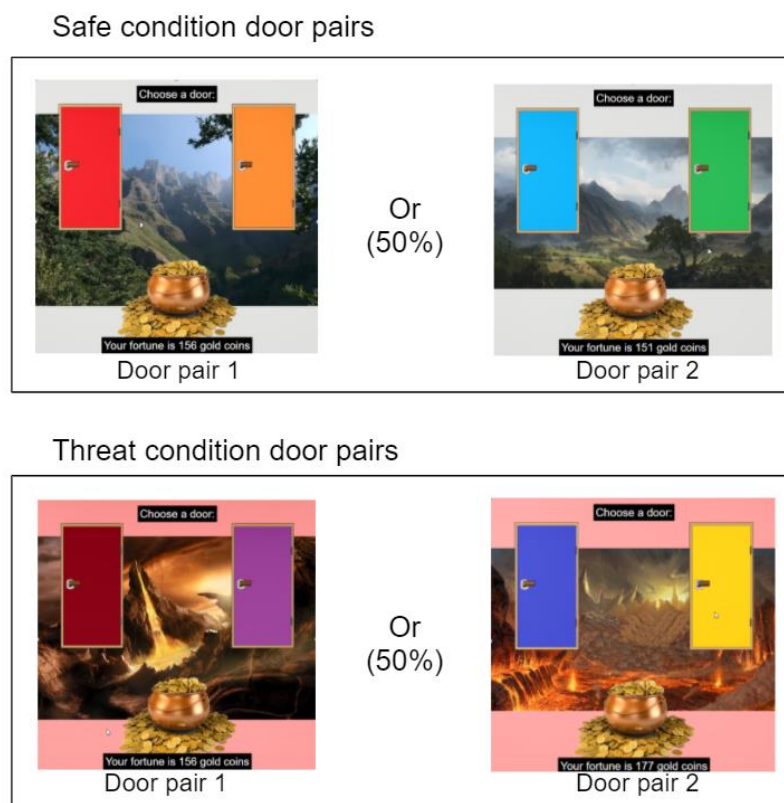 Safe condition door pairs
Choose a door:
Your fortune is 156 gold coins
Door pair 1
Or
(50%)
Choose a door:
Your fortune is 151 gold coins
Door pair 2
Threat condition door pairs
Choose a door:
Your fortune is 156 gold coins
Door pair 1
Or
(50%)
Choose a door:
Your fortune is 177 gold coins
Door pair 2